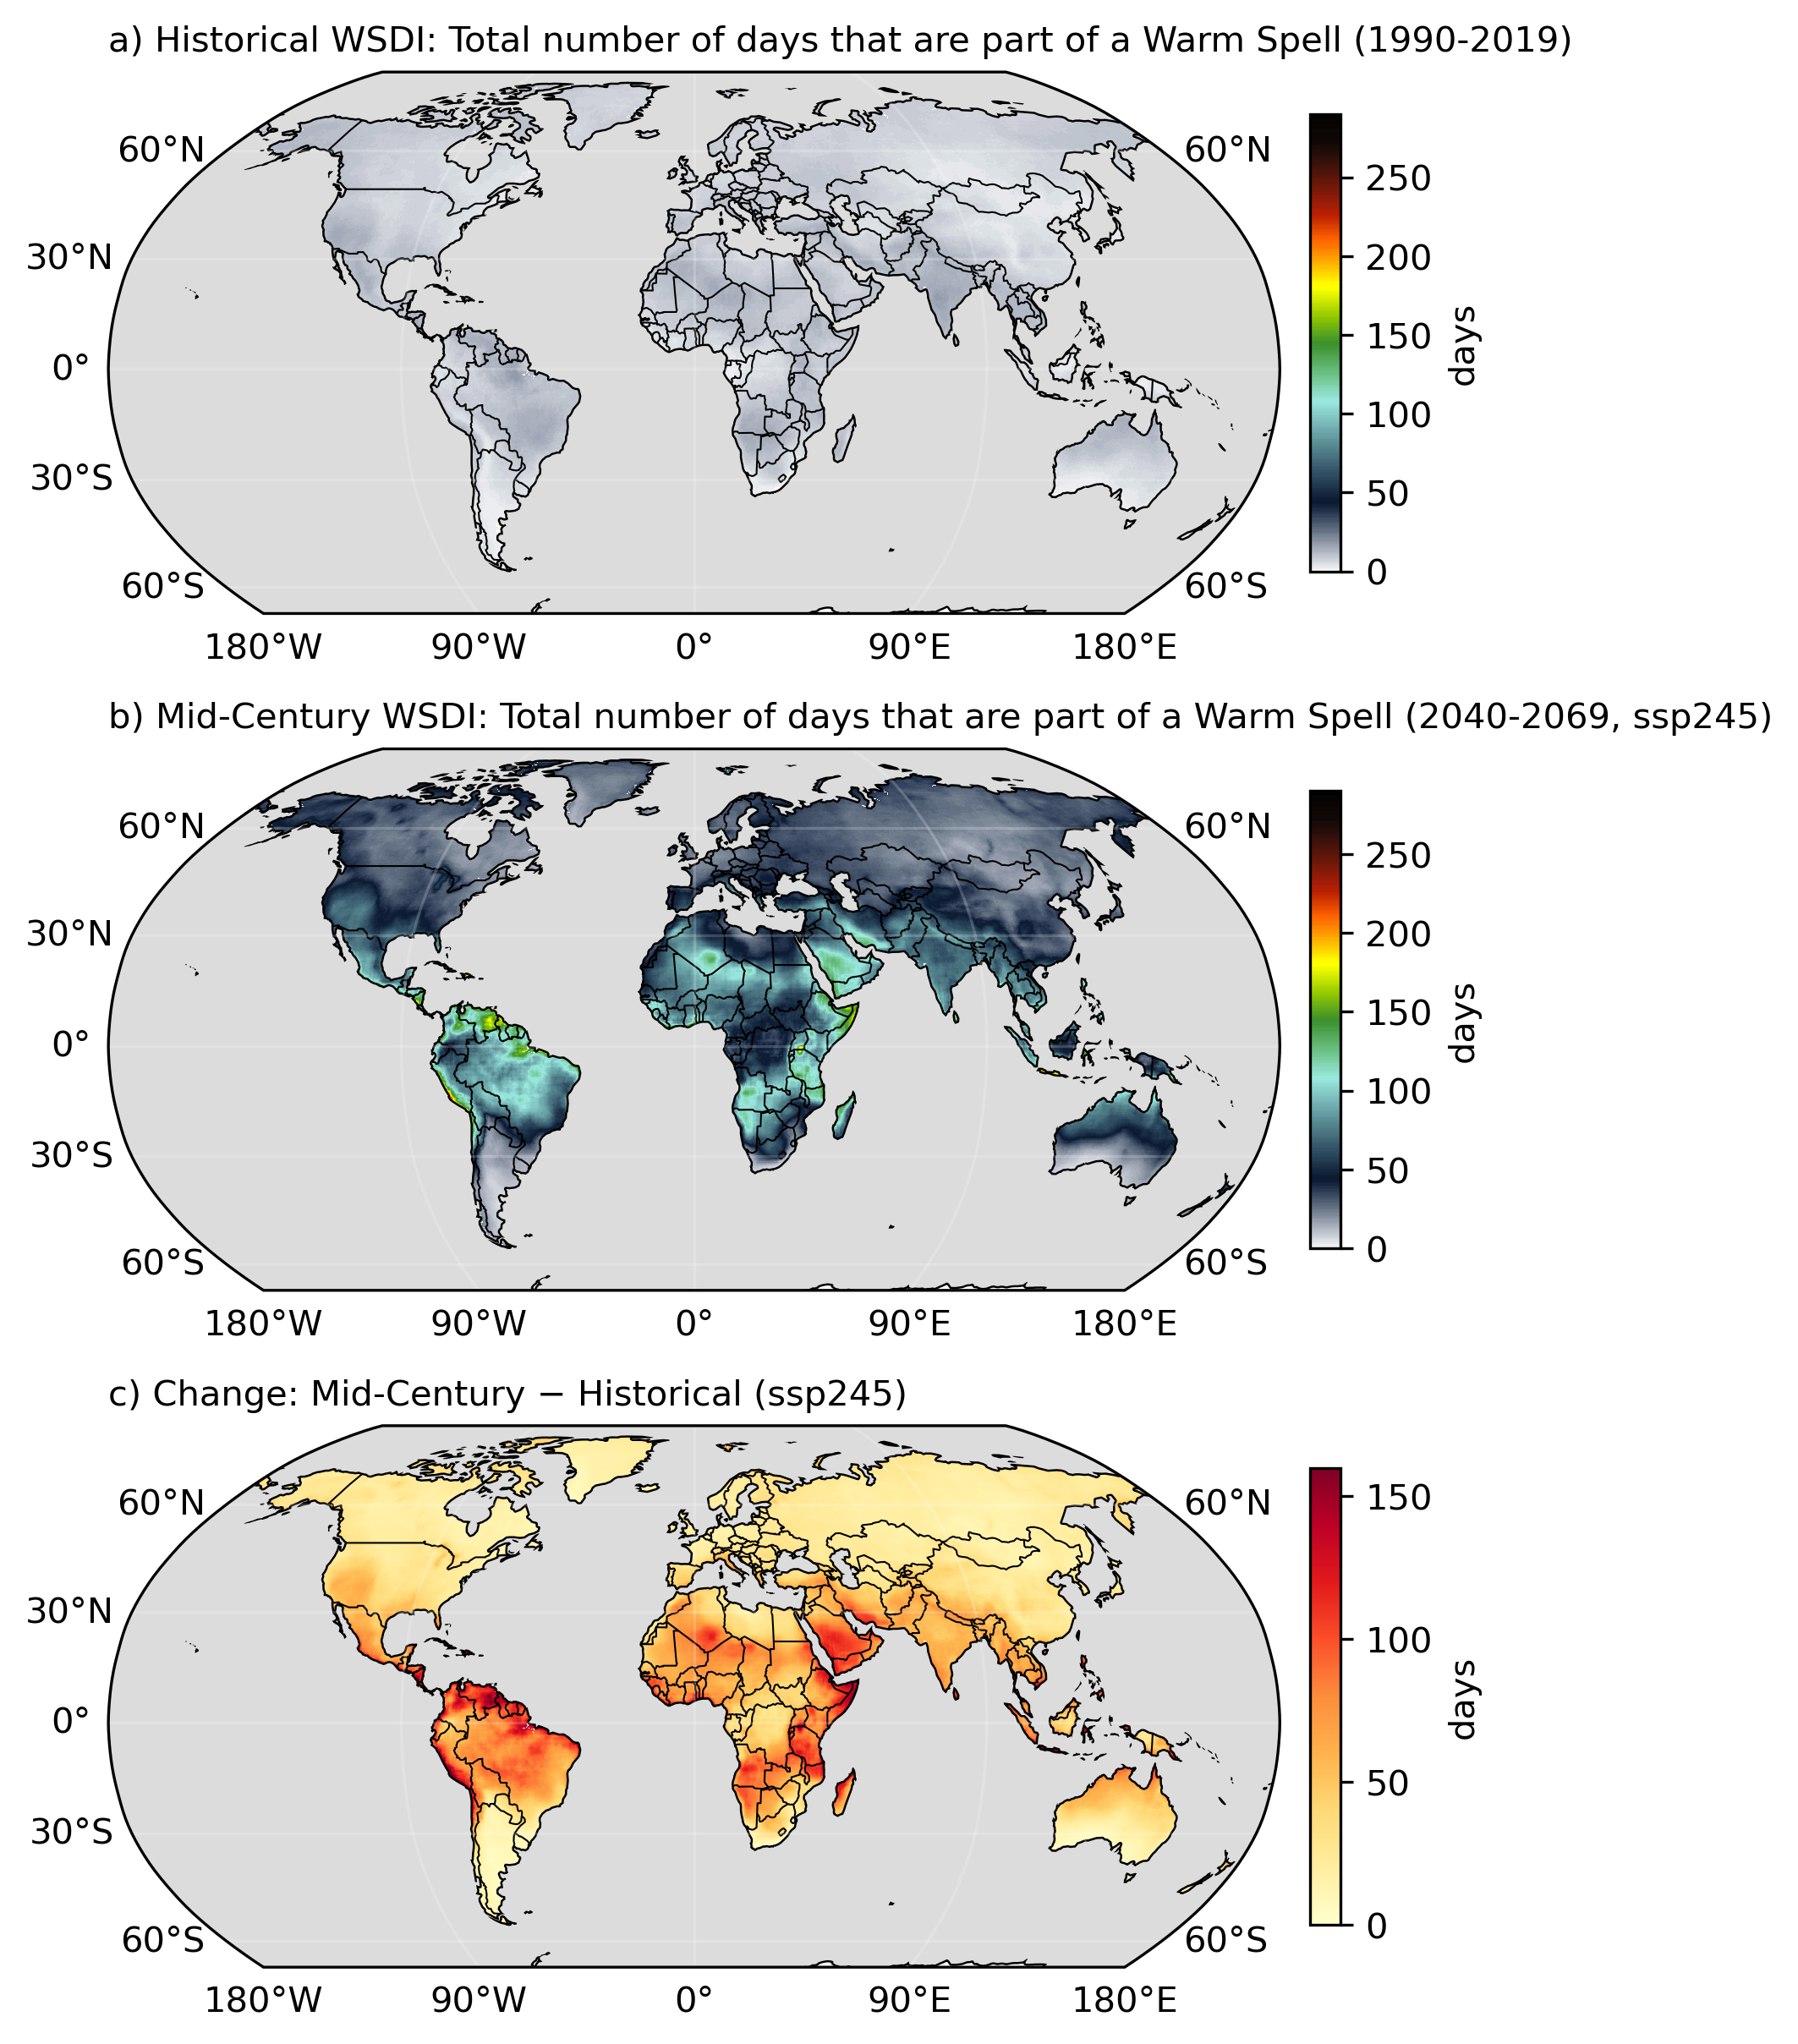 a) Historical WSDI: Total number of days that are part of a Warm Spell (1990-2019)
60°N 60°N
30°N
0°
30°S
60°S 60°S
180°W 90°W 0° 90°E 180°E
250
200
150
100
50
0
days
b) Mid-Century WSDI: Total number of days that are part of a Warm Spell (2040-2069, ssp245)
60°N 60°N
30°N
0°
30°S
60°S 60°S
180°W 90°W 0° 90°E 180°E
250
200
150
100
50
0
days
c) Change: Mid-Century − Historical (ssp245)
60°N 60°N
30°N
0°
30°S
60°S 60°S
180°W 90°W 0° 90°E 180°E
150
100
50
0
days